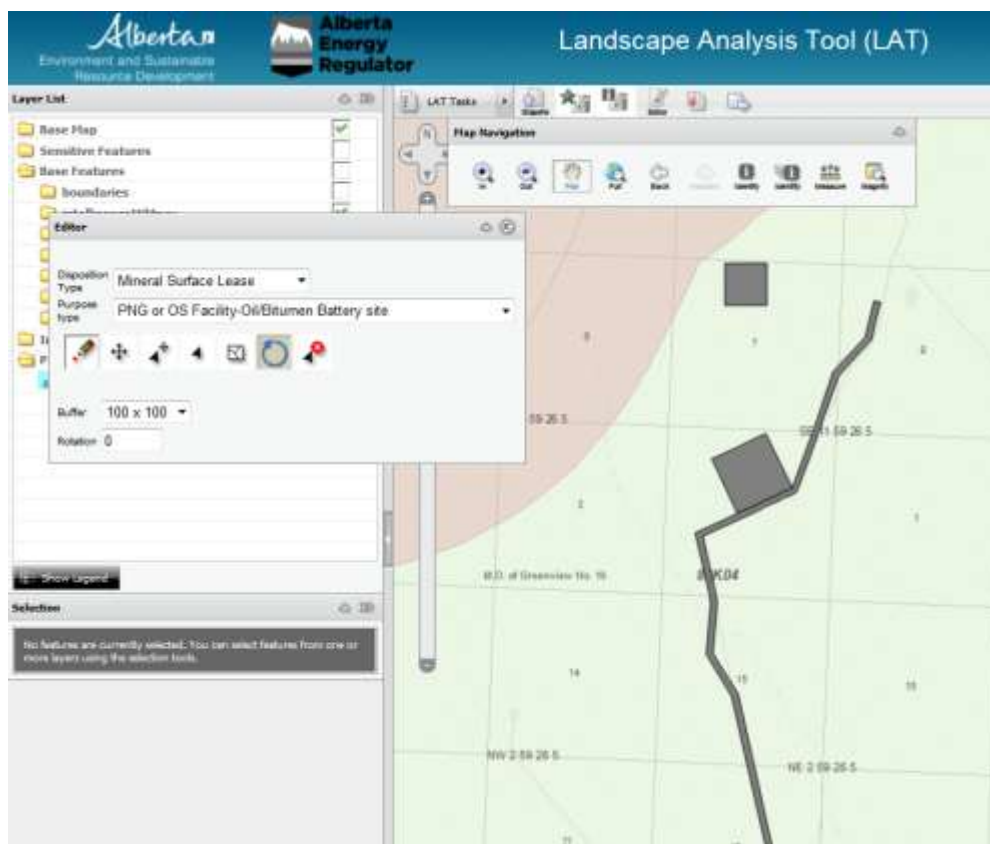 Alberta
Environment and Sustainable
Resource Development
Alberta
Energy
Regulator
Landscape Analysis Tool (LAT)
Layer List
LAT Tasks
Base Map
Sensitive Features
Base Features
boundaries
Map Navigation
In
Out
Pan
Full
Back
Identify
Identify
Measure
Magnify
Editor
Disposition
Type
Mineral Surface Lease
Purpose
type
PNG or OS Facility-Oil/Bitumen Battery site
Buffer
100 x 100
Rotation
0
59 26 5
2
1
M.D. of Greenview No. 16
Show Legend
Selection
No features are currently selected. You can select features from one or
more layers using the selection tools.
14
15
NW 2 59 26 5
NE 2 59 26 5